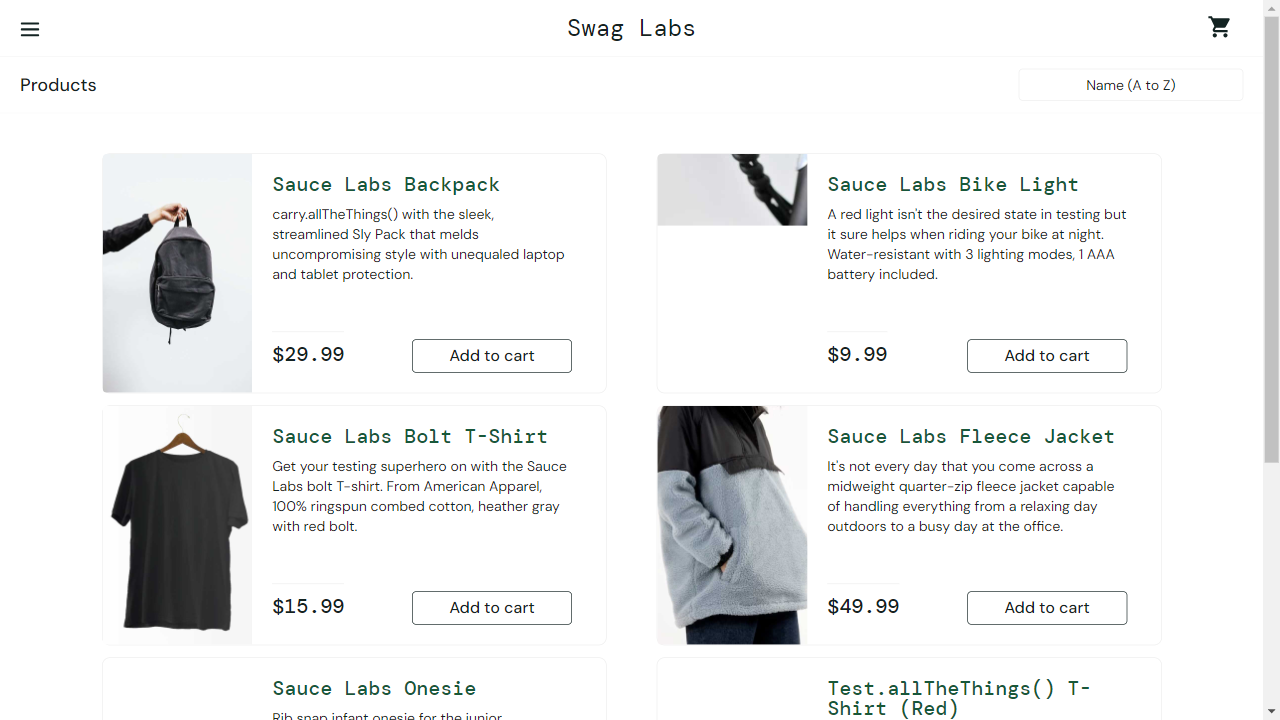 Swag Labs
Products
Name (A to Z)
Sauce Labs Backpack
carry.allTheThings() with the sleek,
streamlined Sly Pack that melds
uncompromising style with unequaled laptop
and tablet protection.
$29.99
Add to cart
Sauce Labs Bike Light
A red light isn't the desired state in testing but
it sure helps when riding your bike at night.
Water-resistant with 3 lighting modes, 1 AAA
battery included.
$9.99
Add to cart
Sauce Labs Bolt T-Shirt
Get your testing superhero on with the Sauce
Labs bolt T-shirt. From American Apparel,
100% ringspun combed cotton, heather gray
with red bolt.
$15.99
Add to cart
Sauce Labs Fleece Jacket
It's not every day that you come across a
midweight quarter-zip fleece jacket capable
of handling everything from a relaxing day
outdoors to a busy day at the office.
$49.99
Add to cart
Sauce Labs Onesie
Rib snap infant onesie for the junior
Test.allTheThings() T-
Shirt (Red)